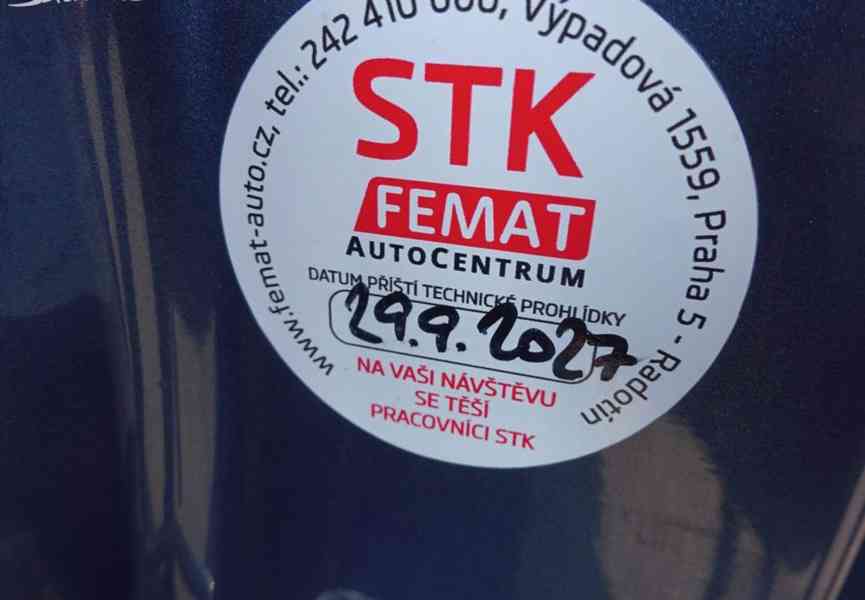 www.femat-auto.cz, tel.: 242 410 000, Výpadová 1559, Praha 5 - Radotín
STK
FEMAT
AUTOCENTRUM
DATUM PŘÍŠTÍ TECHNICKÉ PROHLÍDKY
29.9.2027
NA VAŠI NÁVŠTĚVU
SE TĚŠÍ
PRACOVNÍCI STK